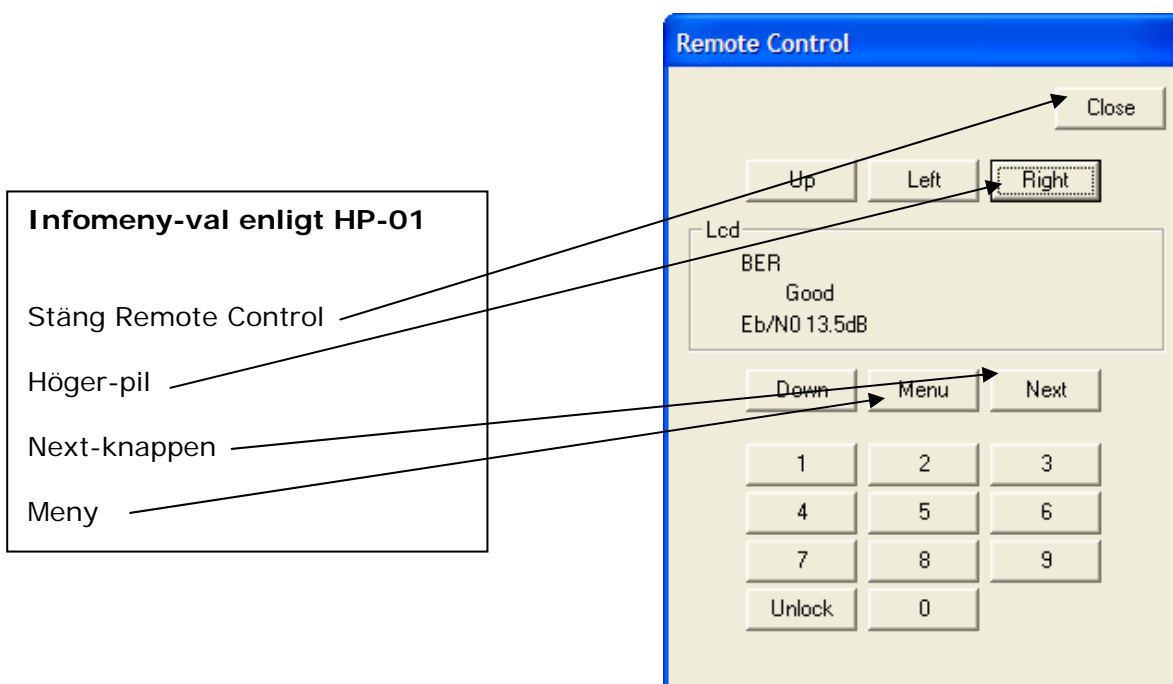 Infomeny-val enligt HP-01
Stäng Remote Control
Höger-pil
Next-knappen
Meny
Remote Control
Close
Up Left Right
Lcd
BER
Good
Eb/N0 13.5dB
Down Menu Next
1 2 3
4 5 6
7 8 9
Unlock 0